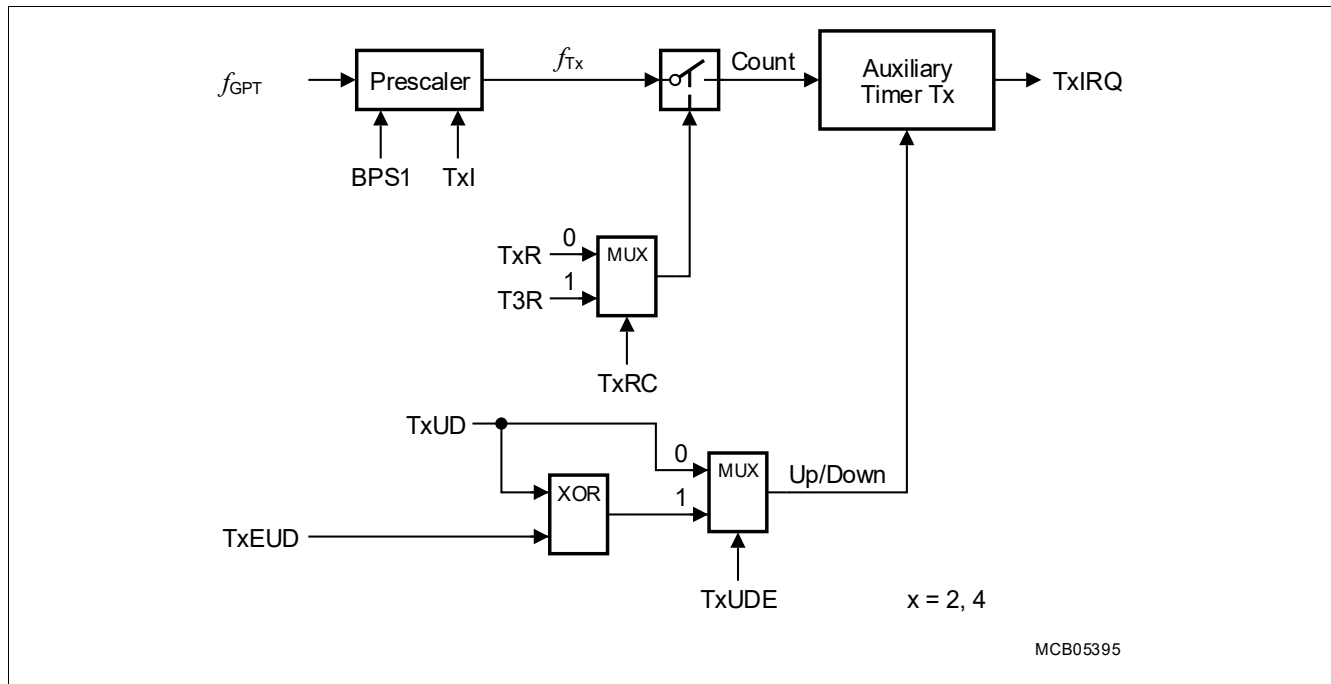 fGPT
Prescaler
fTx
Count
Auxiliary
Timer Tx
TxIRQ
BPS1
TxI
TxR
0
MUX
T3R
1
TxRC
TxUD
0
MUX
Up/Down
XOR
1
TxEUD
TxUDE
x = 2, 4
MCB05395